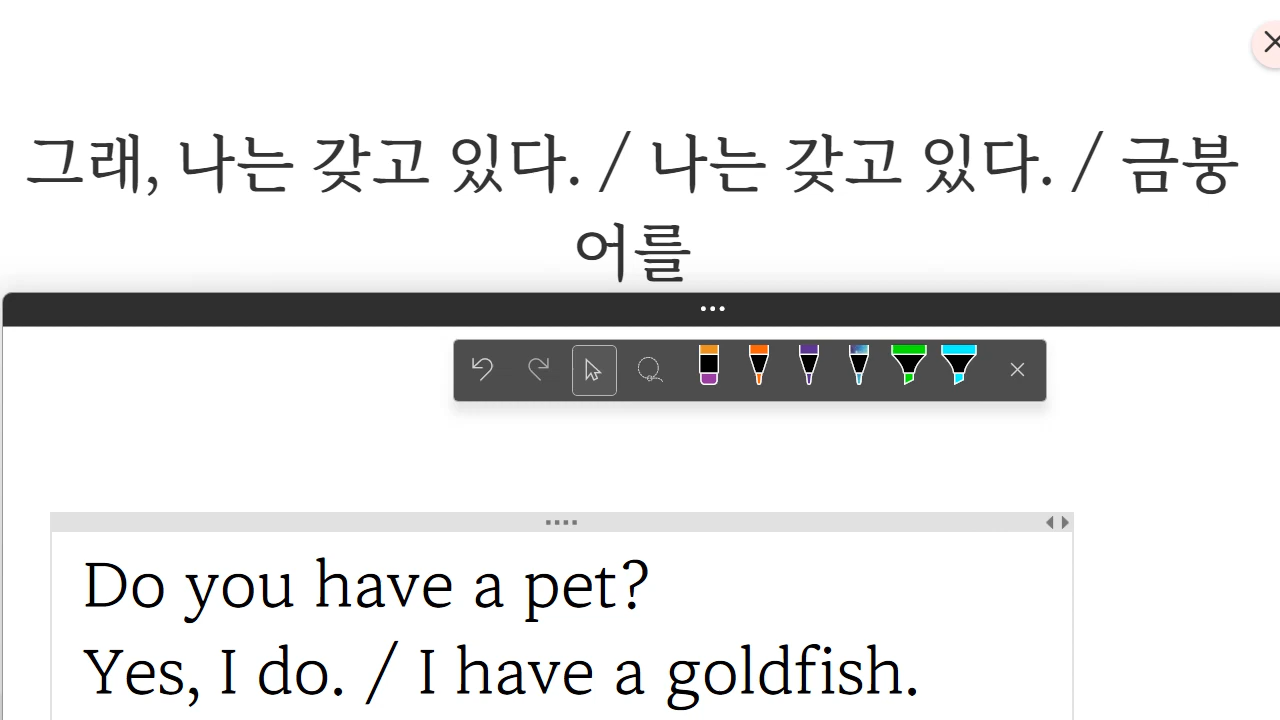 그래, 나는 갖고 있다. / 나는 갖고 있다. / 금붕
어를
Do you have a pet?
Yes, I do. / I have a goldfish.